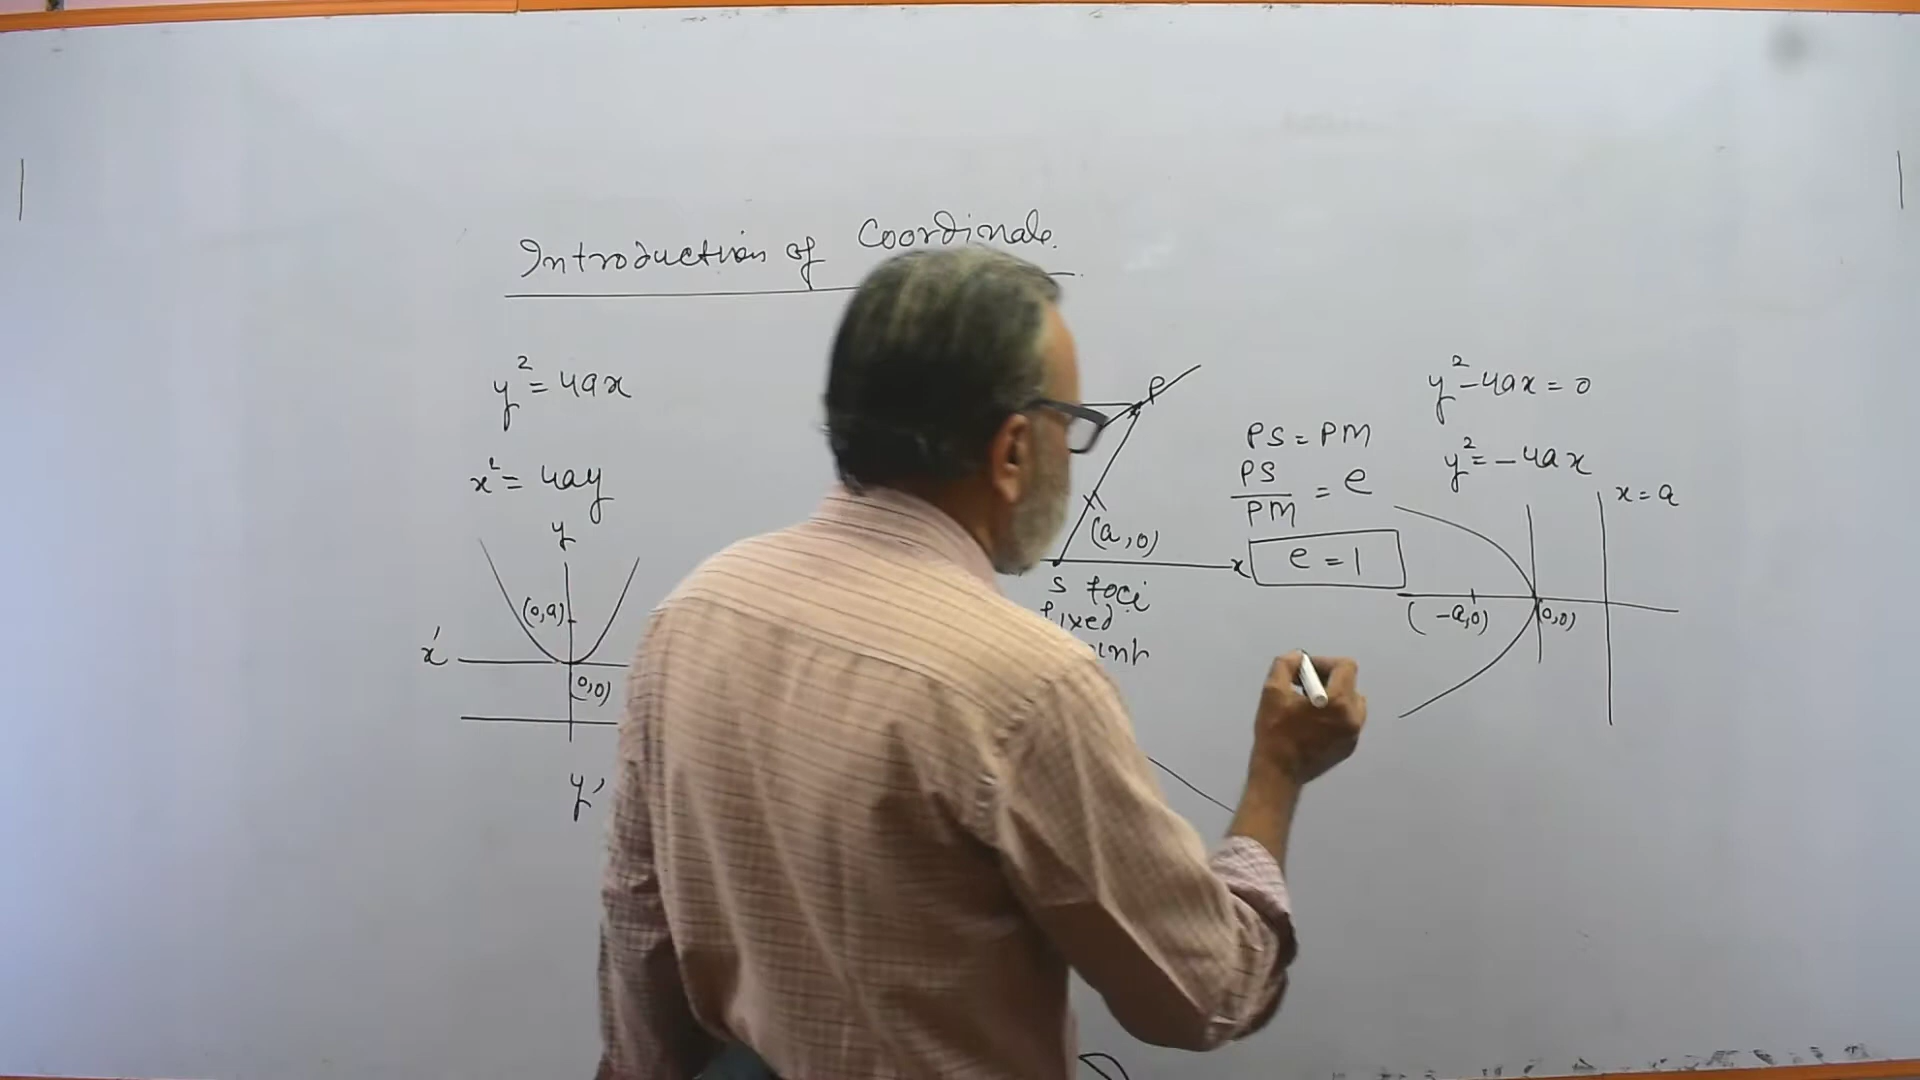 Introduction of Coordinate.
y² = 4ax
x² = 4ay
y
(0,a)
x'
(0,0)
y'
P
(a,0)
x
S foci
fixed
PS = PM
PS/PM = e
e = 1
y² - 4ax = 0
y² = -4ax
x = a
(-a,0)
(0,0)